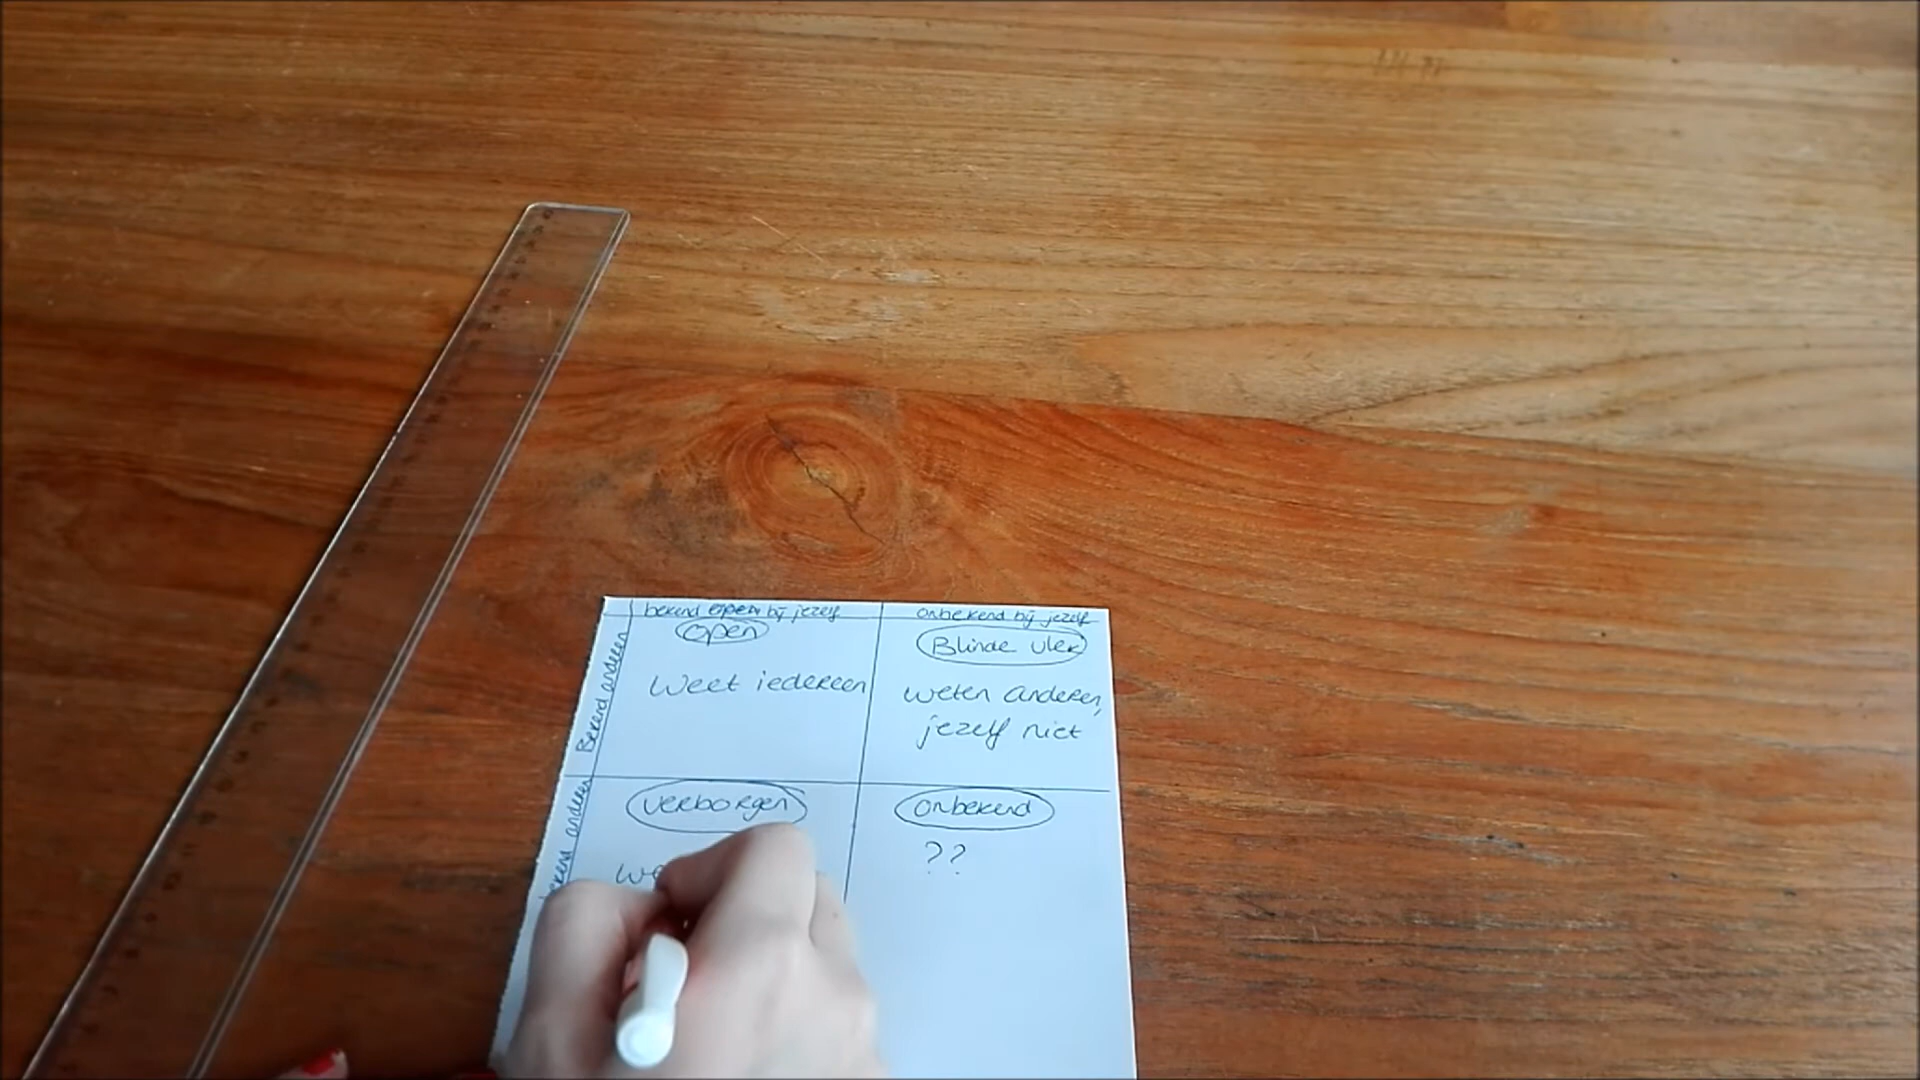 bekend open bij jezelf
onbekend bij jezelf
Bekend anderen
open
Weet iedereen
Blinde vlek
weten anderen,
jezelf niet
anderen
verborgen
onbekend
??